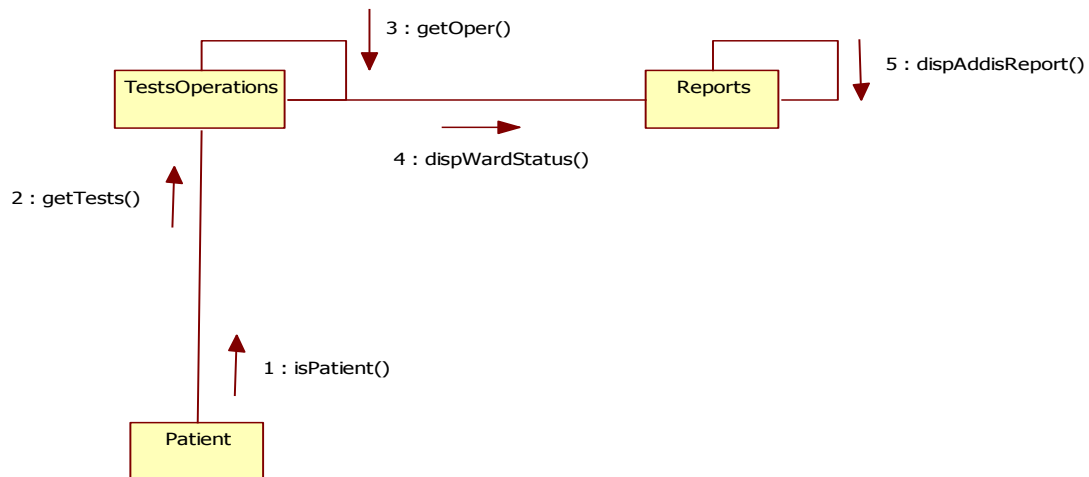 3 : getOper()
TestsOperations
Reports
5 : dispAddisReport()
4 : dispWardStatus()
2 : getTests()
1 : isPatient()
Patient